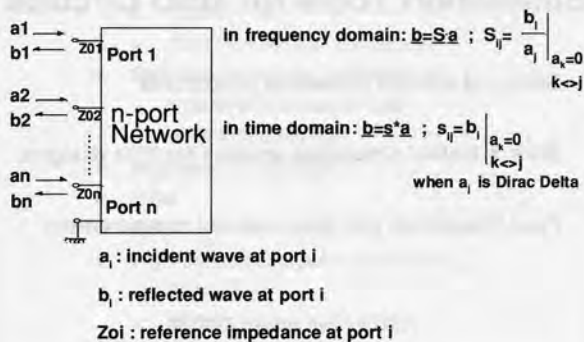 a1
b1
Z01
Port 1
a2
b2
Z02
n-port
Network
an
bn
Z0n
Port n
in frequency domain: b=S·a ; Sij= bi / aj | ak=0 k<>j
in time domain: b=s*a ; sij=bi | ak=0 k<>j
when aj is Dirac Delta
ai : incident wave at port i
bi : reflected wave at port i
Zoi : reference impedance at port i